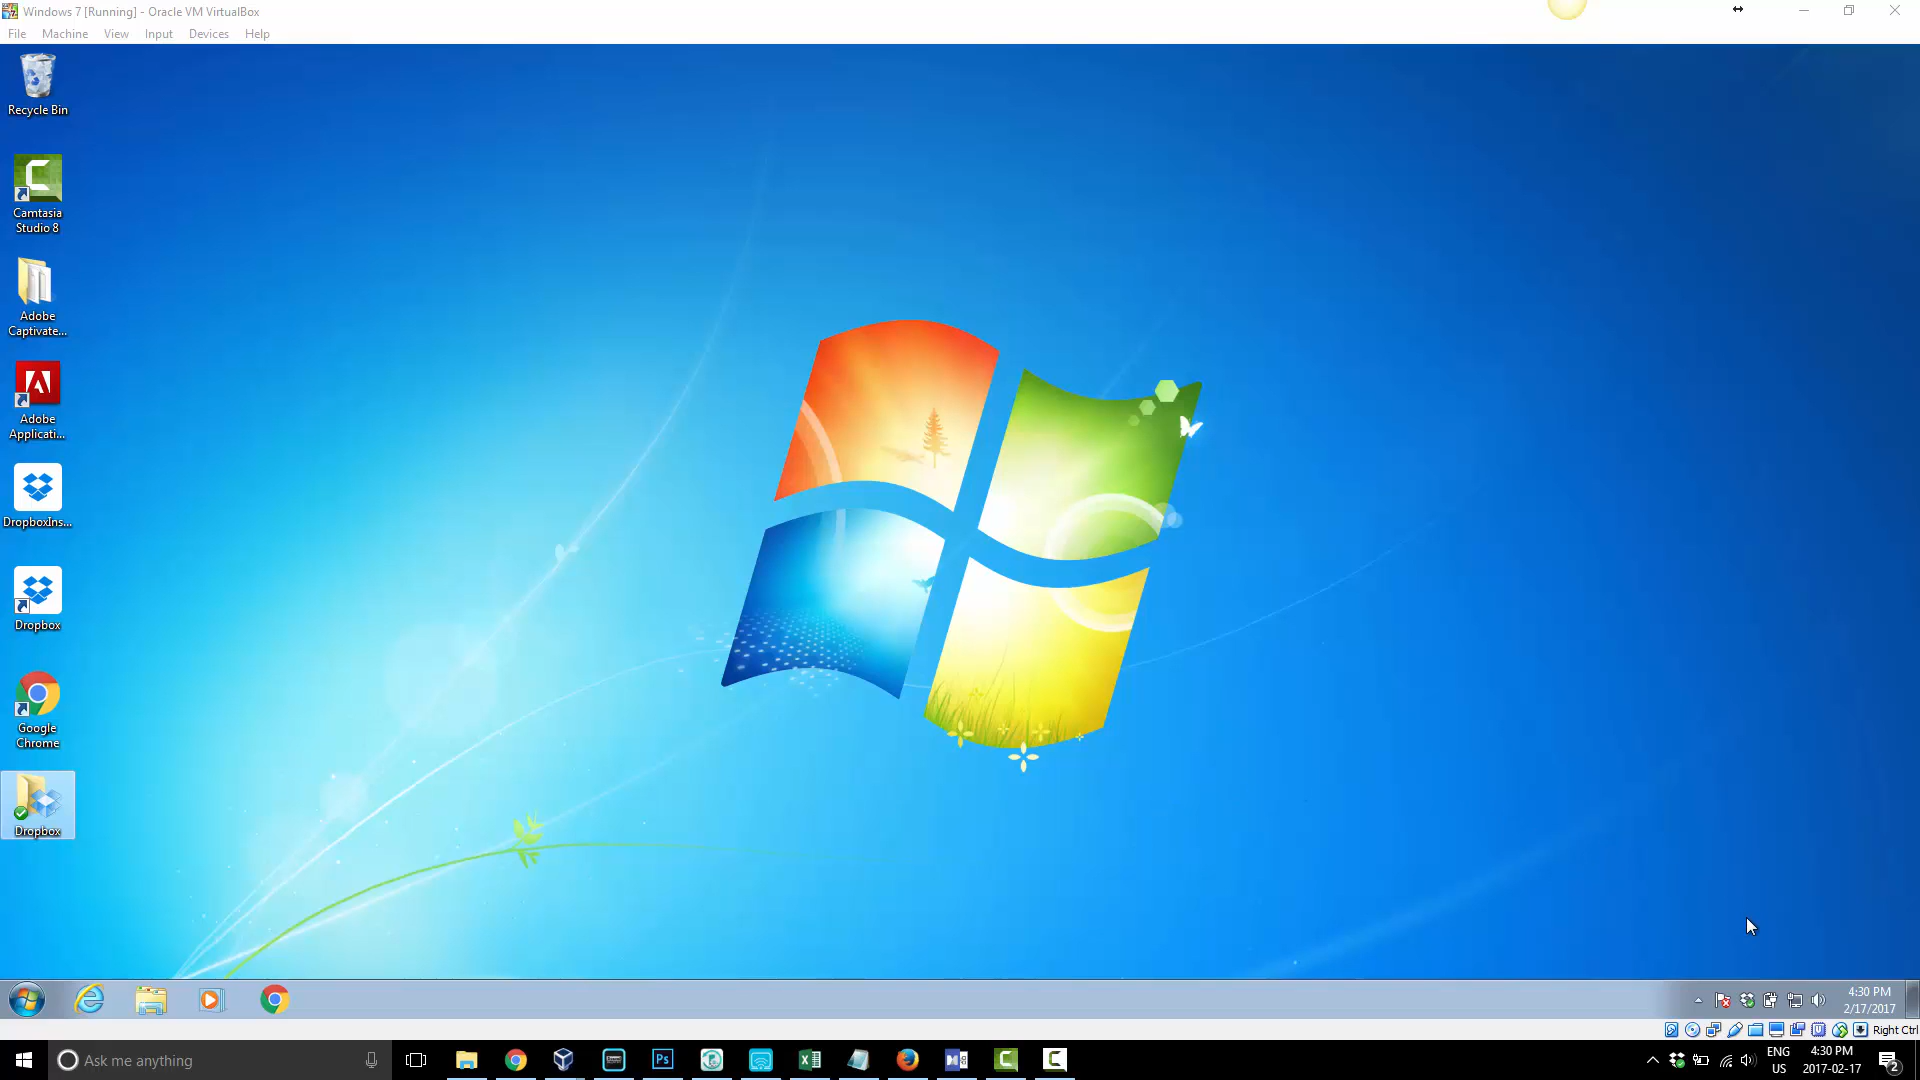 Windows 7 [Running] - Oracle VM VirtualBox
File Machine View Input Devices Help
Recycle Bin
Camtasia
Studio 8
Adobe
Captivate...
Adobe
Applicati...
DropboxIns...
Dropbox
Google
Chrome
Dropbox
4:30 PM
2/17/2017
Right Ctrl
Ask me anything
Ps
ENG
US
4:30 PM
2017-02-17
2